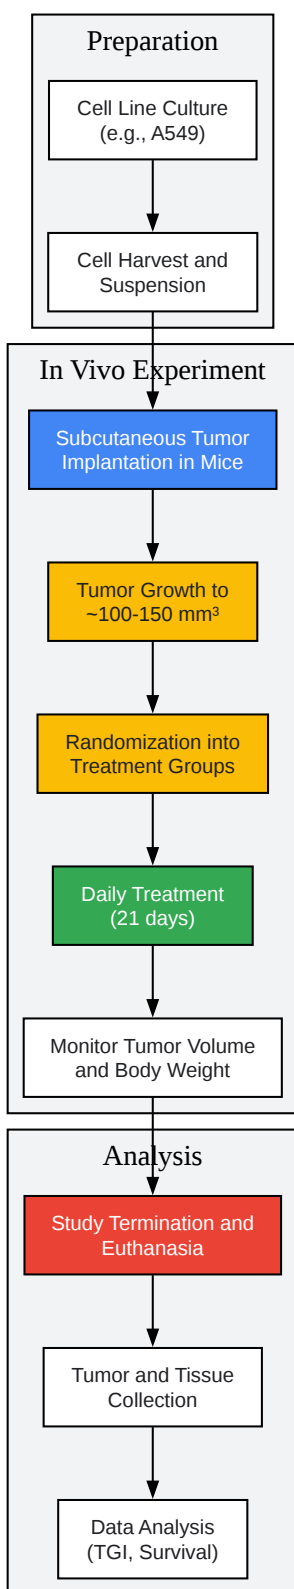 Preparation
Cell Line Culture
(e.g., A549)
Cell Harvest and
Suspension
In Vivo Experiment
Subcutaneous Tumor
Implantation in Mice
Tumor Growth to
~100-150 mm³
Randomization into
Treatment Groups
Daily Treatment
(21 days)
Monitor Tumor Volume
and Body Weight
Analysis
Study Termination and
Euthanasia
Tumor and Tissue
Collection
Data Analysis
(TGI, Survival)